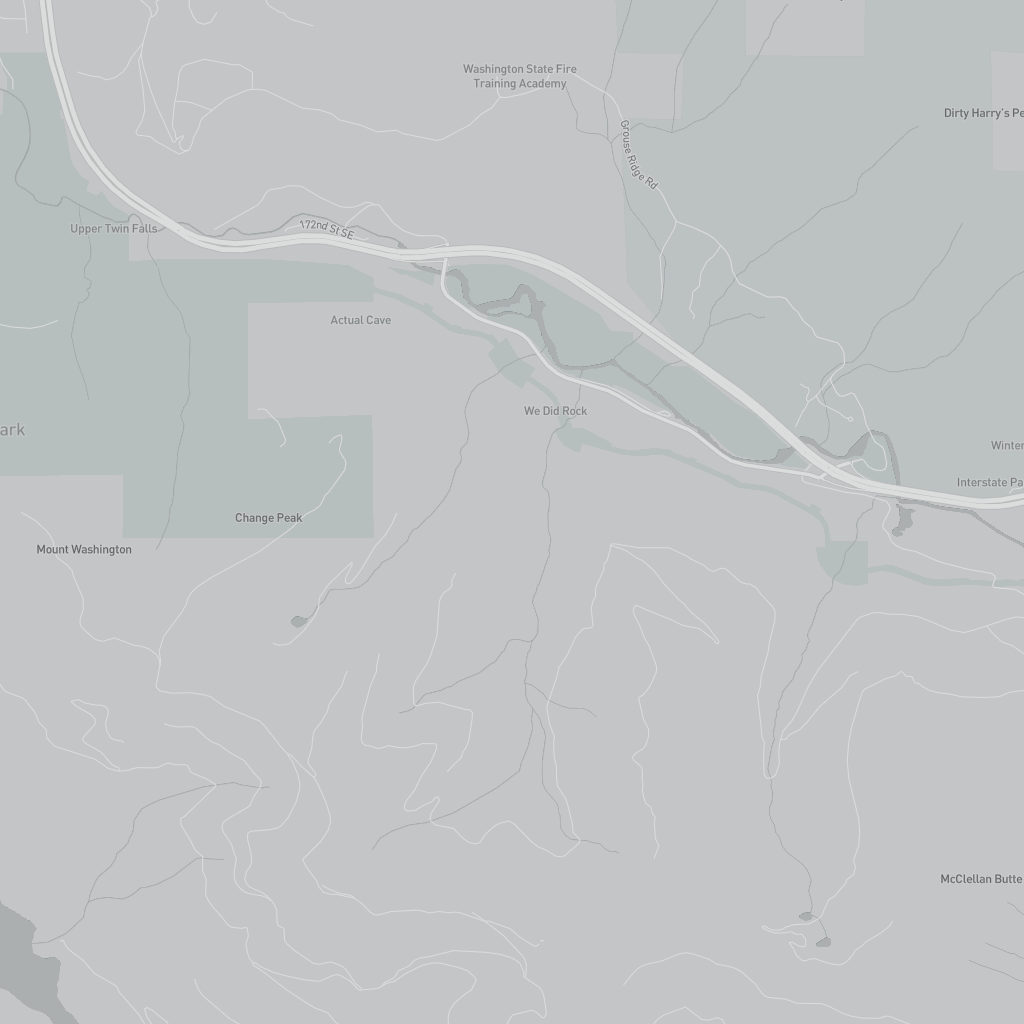 Washington State Fire
Training Academy
Dirty Harry's Pe
Grouse Ridge Rd
Upper Twin Falls
172nd St SE
Actual Cave
We Did Rock
ark
Winter
Interstate Pa
Change Peak
Mount Washington
McClellan Butte